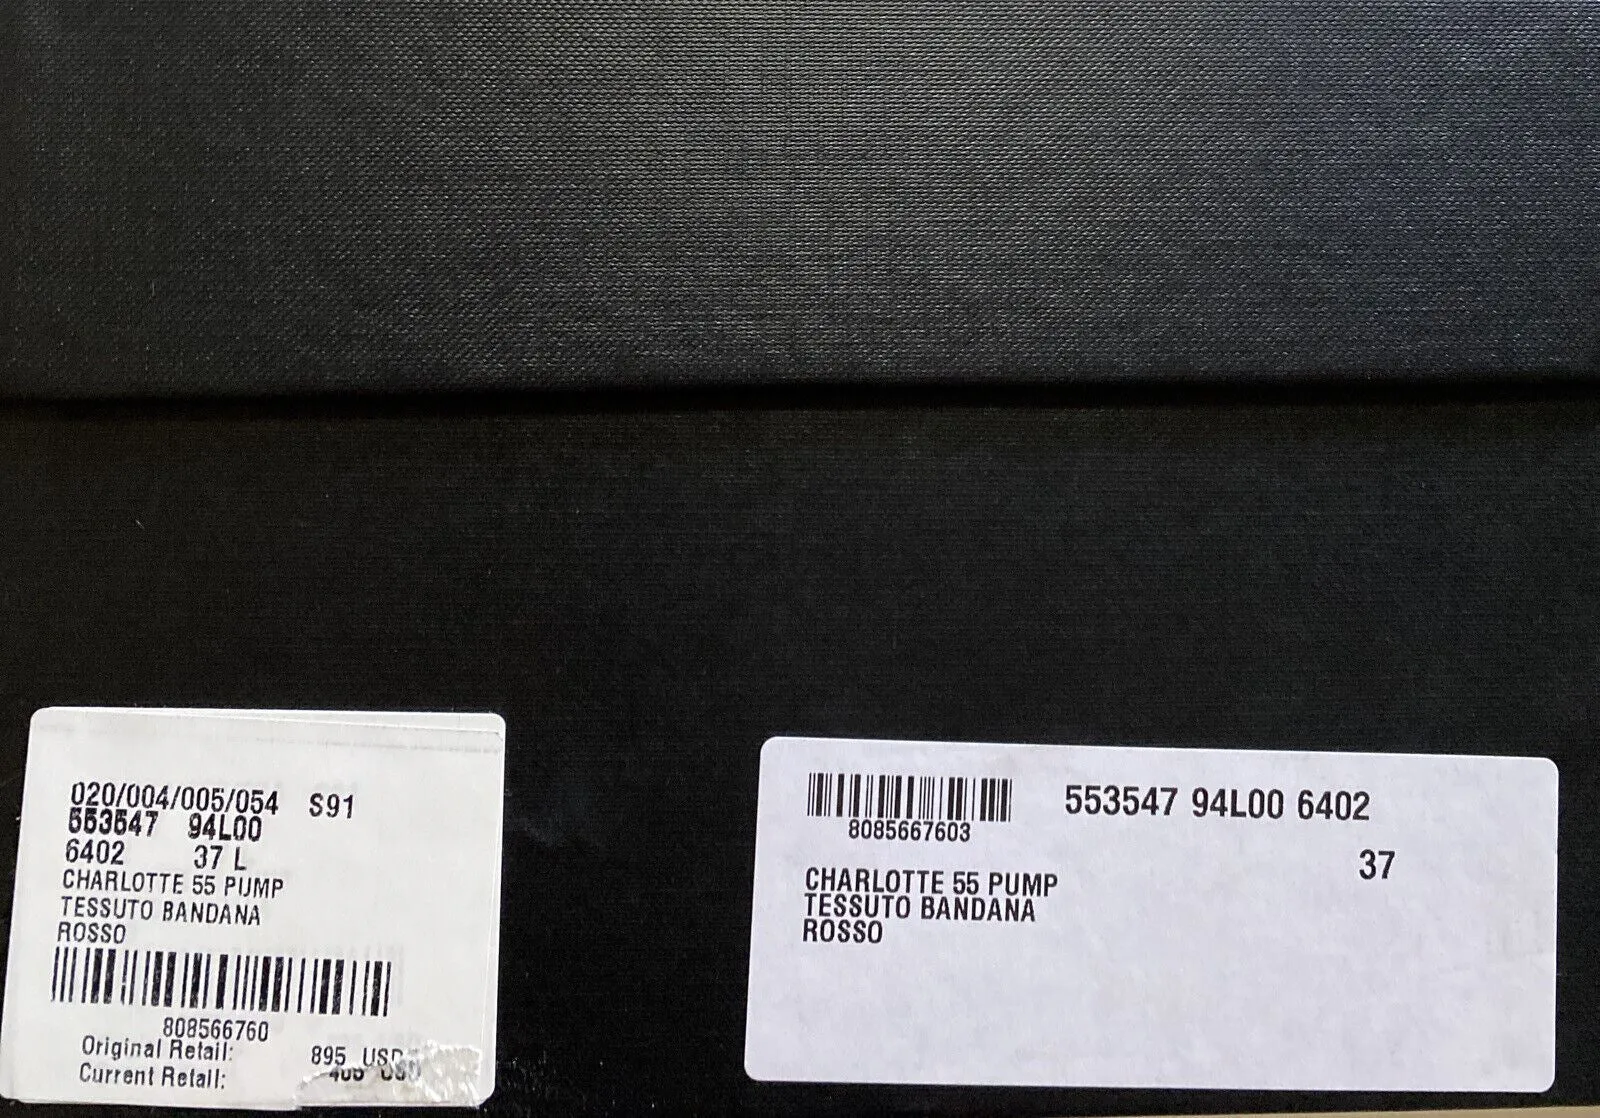 020/004/005/054 S91
553547 94L00
6402 37 L
CHARLOTTE 55 PUMP
TESSUTO BANDANA
ROSSO
808566760
Original Retail: 895 USD
Current Retail: USD
8085667603
553547 94L00 6402
37
CHARLOTTE 55 PUMP
TESSUTO BANDANA
ROSSO